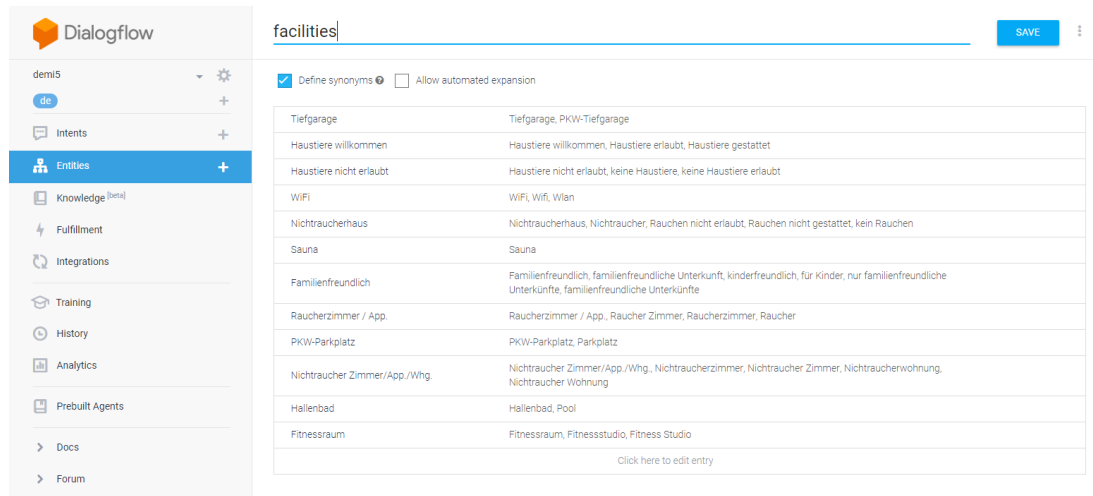 Dialogflow
demi5
de
Intents
Entities
Knowledge [beta]
Fulfillment
Integrations
Training
History
Analytics
Prebuilt Agents
Docs
Forum
facilities
SAVE
Define synonyms
Allow automated expansion
Tiefgarage Tiefgarage, PKW-Tiefgarage
Haustiere willkommen Haustiere willkommen, Haustiere erlaubt, Haustiere gestattet
Haustiere nicht erlaubt Haustiere nicht erlaubt, keine Haustiere, keine Haustiere erlaubt
WiFi WiFi, Wifi, Wlan
Nichtraucherhaus Nichtraucherhaus, Nichtraucher, Rauchen nicht erlaubt, Rauchen nicht gestattet, kein Rauchen
Sauna Sauna
Familienfreundlich Familienfreundlich, familienfreundliche Unterkunft, kinderfreundlich, für Kinder, nur familienfreundliche
Unterkünfte, familienfreundliche Unterkünfte
Raucherzimmer / App. Raucherzimmer / App., Raucher Zimmer, Raucherzimmer, Raucher
PKW-Parkplatz PKW-Parkplatz, Parkplatz
Nichtraucher Zimmer/App./Whg. Nichtraucher Zimmer/App./Whg., Nichtraucherzimmer, Nichtraucher Zimmer, Nichtraucherwohnung,
Nichtraucher Wohnung
Hallenbad Hallenbad, Pool
Fitnessraum Fitnessraum, Fitnessstudio, Fitness Studio
Click here to edit entry